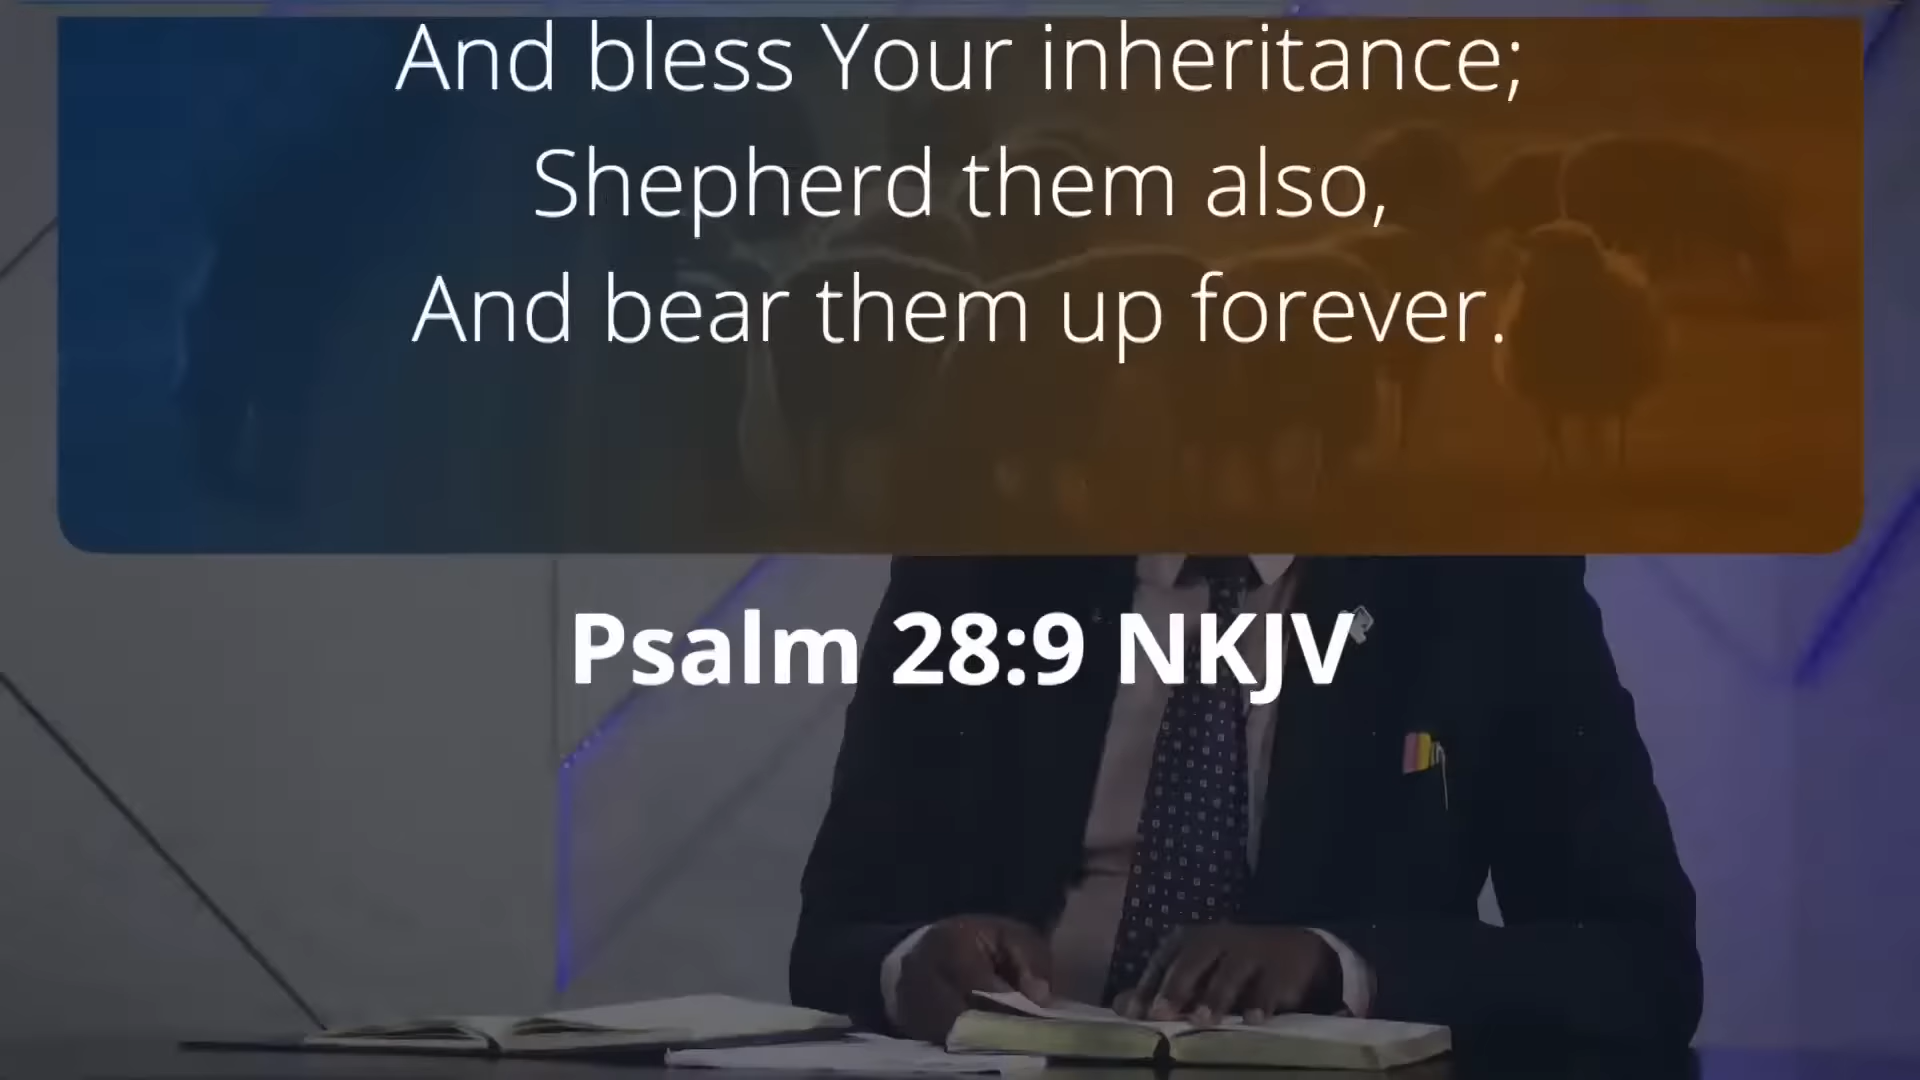 And bless Your inheritance;
Shepherd them also,
And bear them up forever.
Psalm 28:9 NKJV